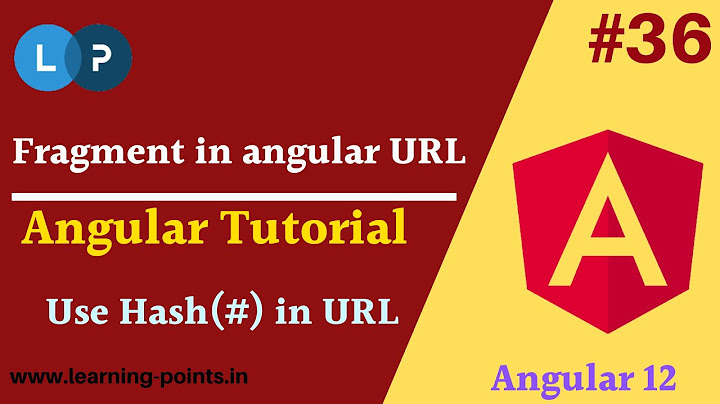 L P
#36
Fragment in angular URL
Angular Tutorial
Use Hash(#) in URL
A
www.learning-points.in
Angular 12